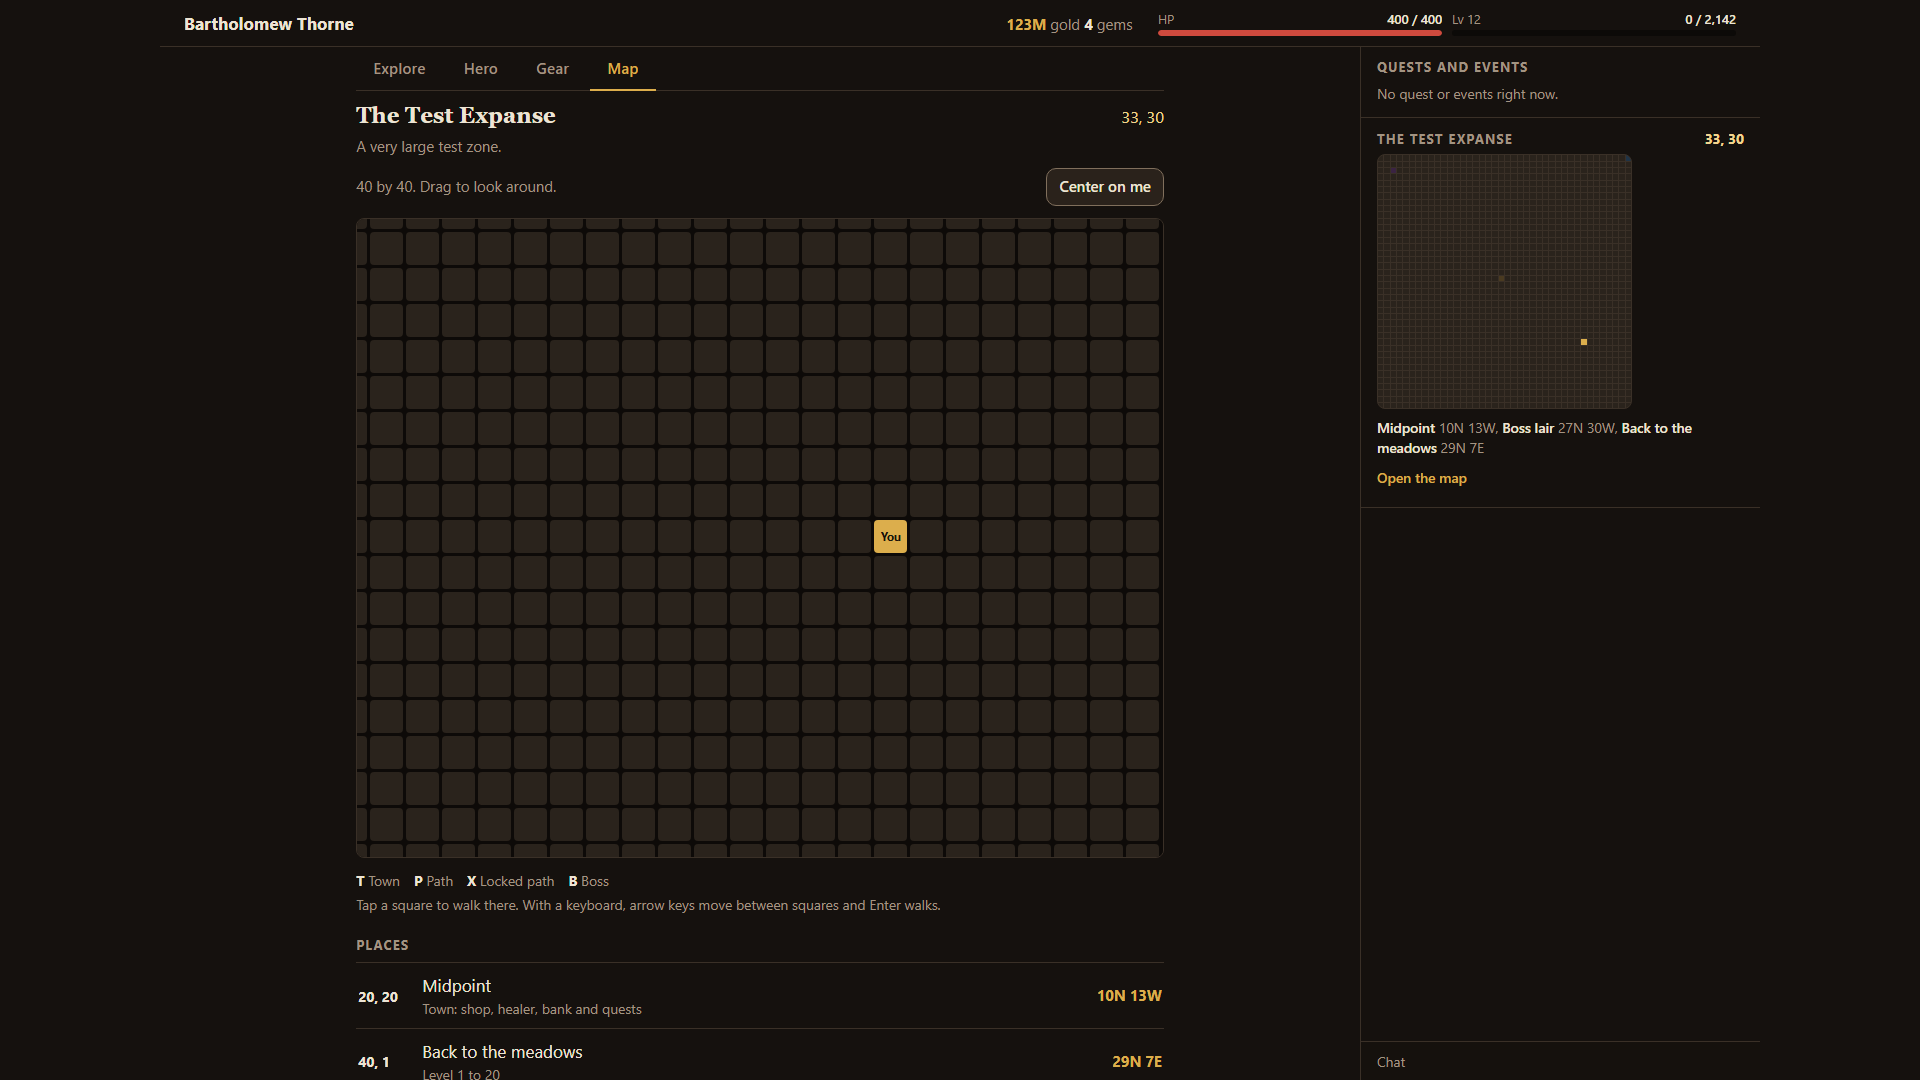 Bartholomew Thorne
123M gold 4 gems
HP 400 / 400
Lv 12 0 / 2,142
Explore Hero Gear Map
The Test Expanse 33, 30
A very large test zone.
40 by 40. Drag to look around. Center on me
You
T Town P Path X Locked path B Boss
Tap a square to walk there. With a keyboard, arrow keys move between squares and Enter walks.
PLACES
20, 20 Midpoint 10N 13W
Town: shop, healer, bank and quests
40, 1 Back to the meadows 29N 7E
Level 1 to 20
QUESTS AND EVENTS
No quest or events right now.
THE TEST EXPANSE 33, 30
Midpoint 10N 13W, Boss lair 27N 30W, Back to the
meadows 29N 7E
Open the map
Chat